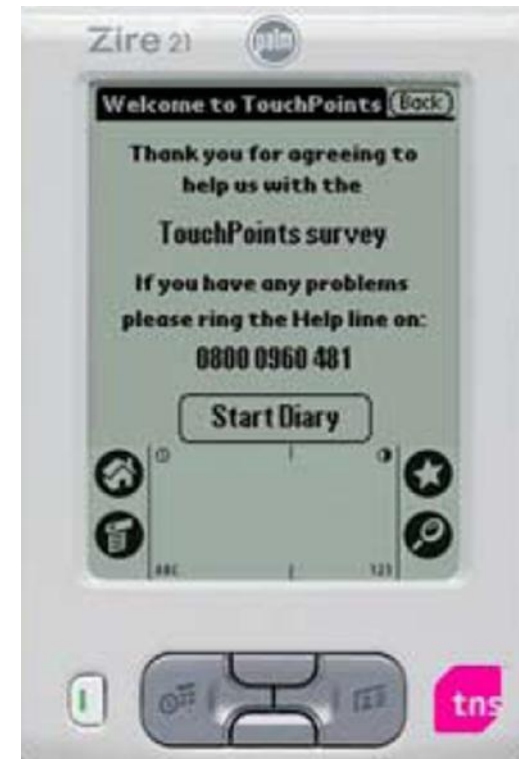 Zire 21
palm
Welcome to TouchPoints
Back
Thank you for agreeing to
help us with the
TouchPoints survey
If you have any problems
please ring the Help line on:
0800 0960 481
Start Diary
ABC
123
tns